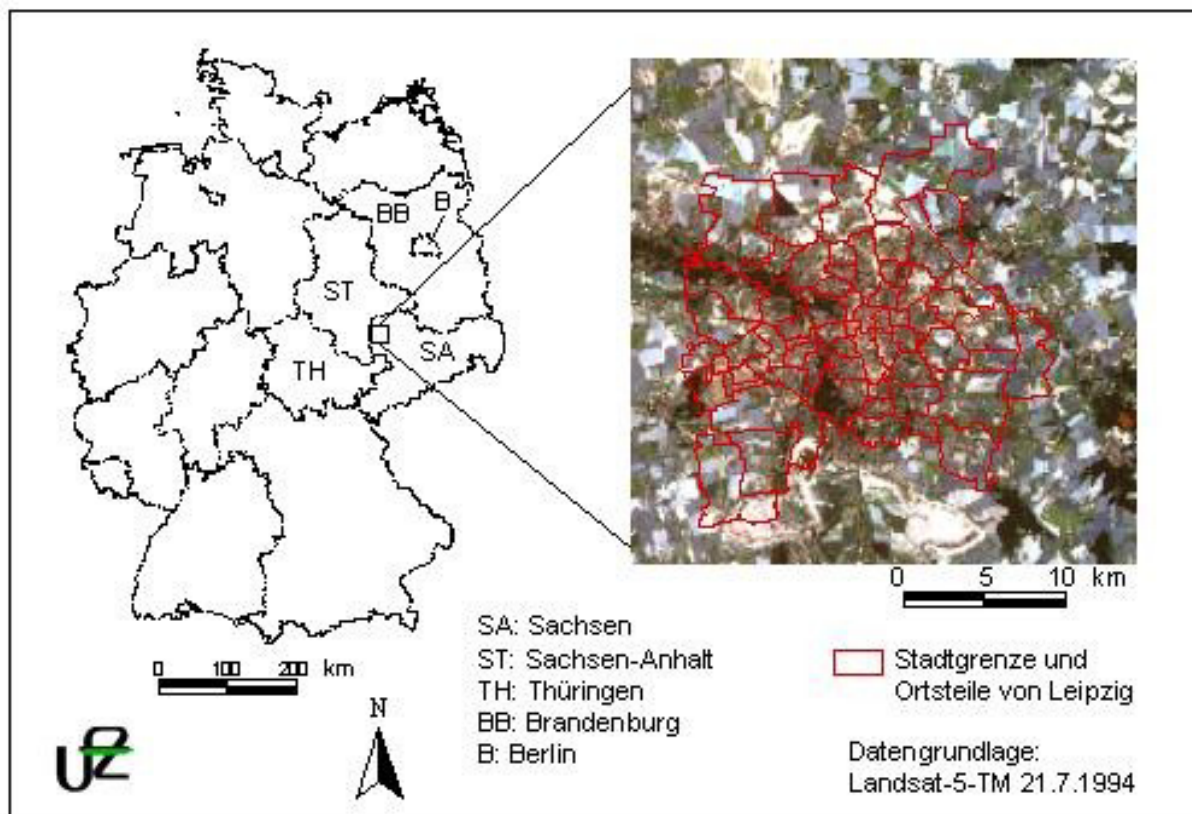 BB
B
ST
SA
TH
0 5 10 km
0 100 200 km
N
SA: Sachsen
ST: Sachsen-Anhalt
TH: Thüringen
BB: Brandenburg
B: Berlin
Stadtgrenze und
Ortsteile von Leipzig
Datengrundlage:
Landsat-5-TM 21.7.1994
UFZ